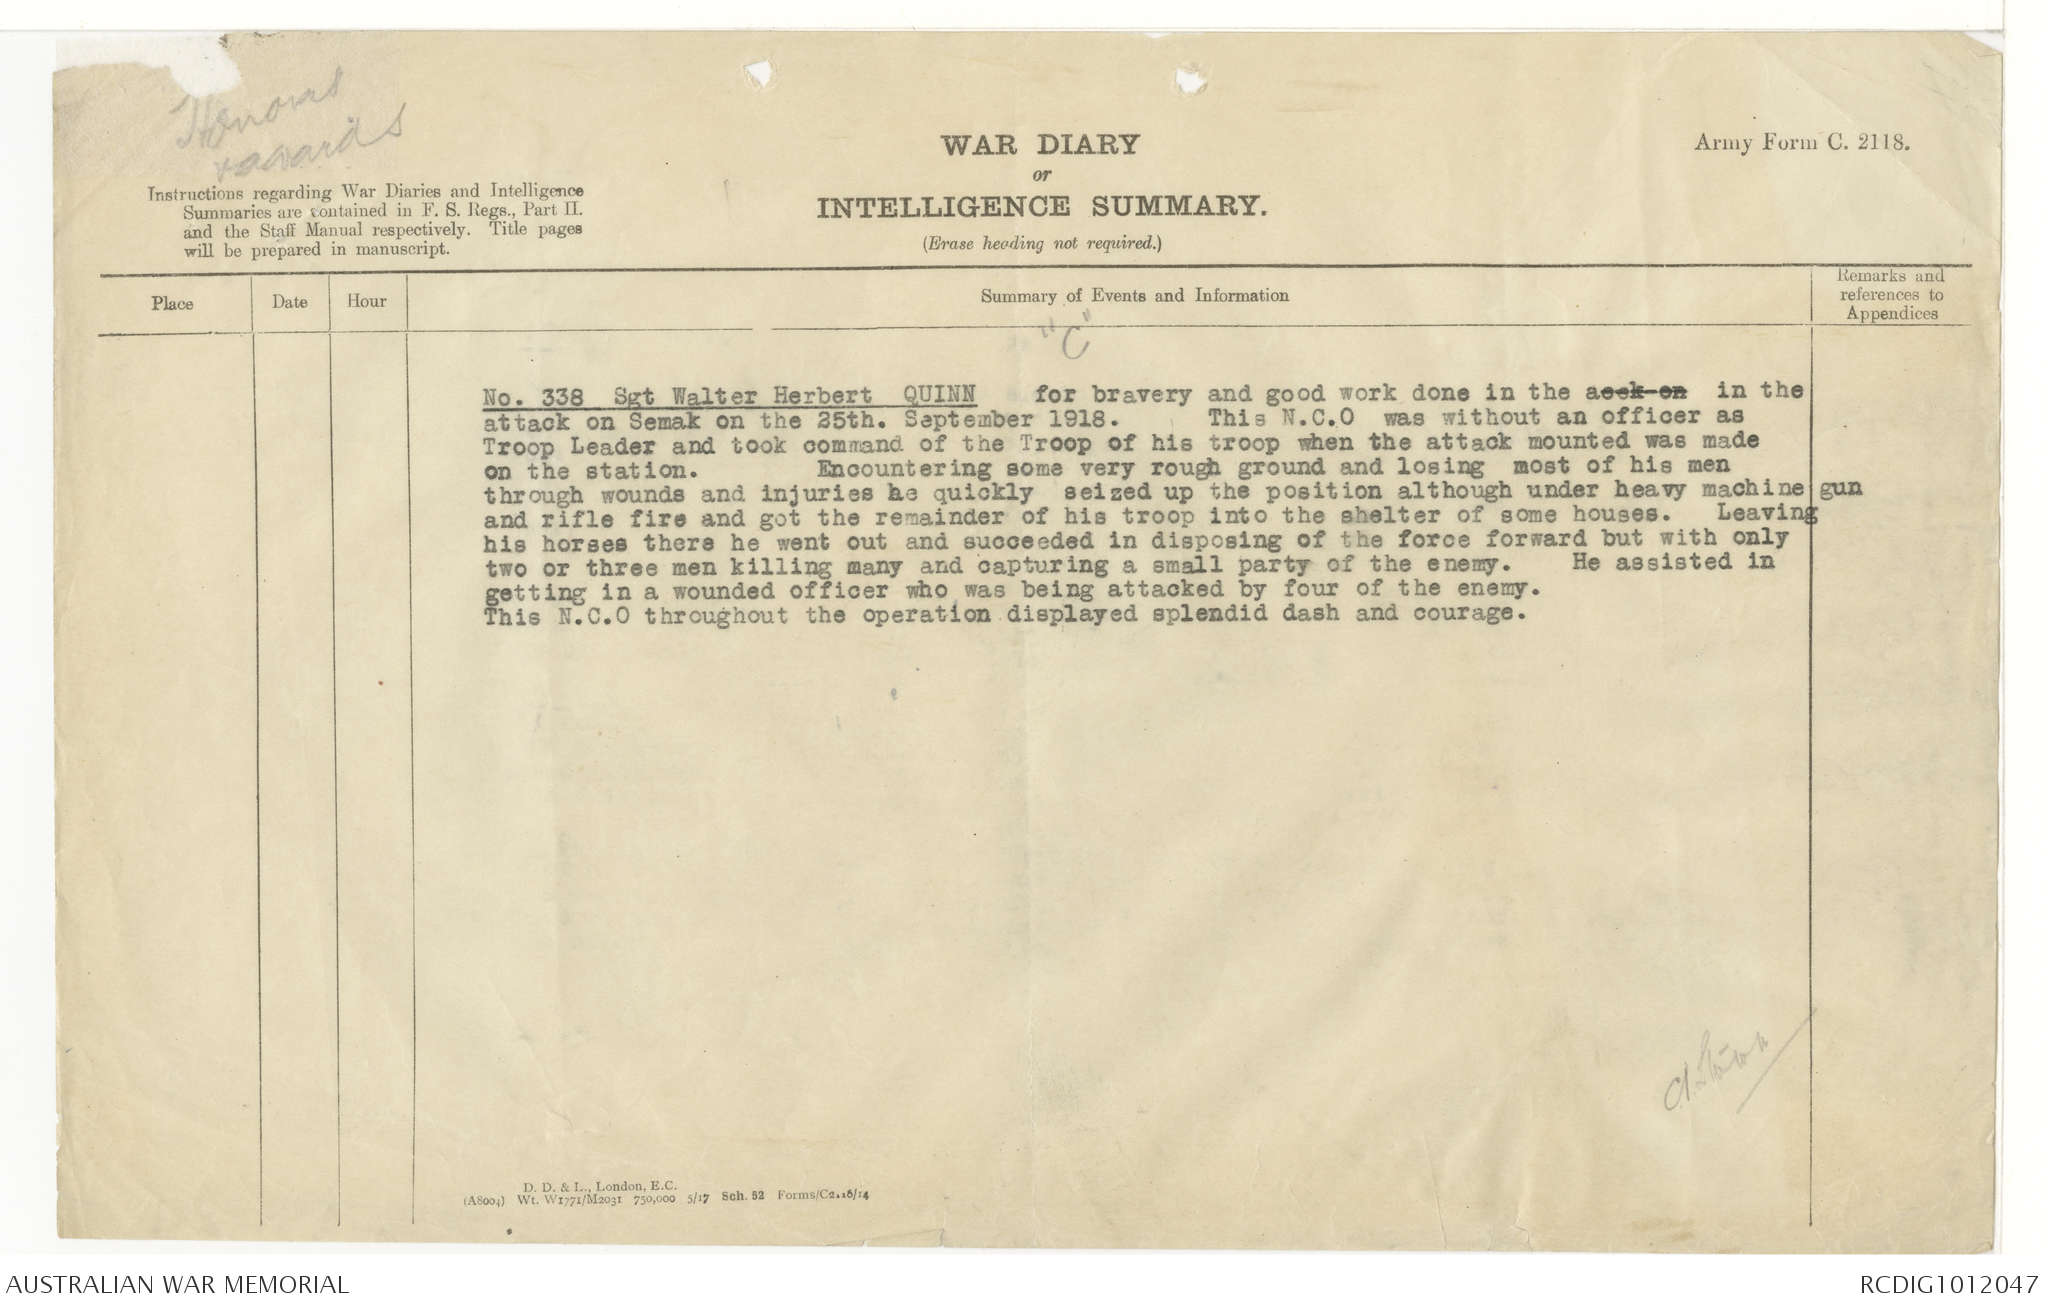 Honours
& awards
WAR DIARY
or
INTELLIGENCE SUMMARY.
(Erase heading not required.)
Army Form C. 2118.
Instructions regarding War Diaries and Intelligence
Summaries are contained in F. S. Regs., Part II.
and the Staff Manual respectively. Title pages
will be prepared in manuscript.
Place
Date
Hour
Summary of Events and Information
Remarks and
references to
Appendices
"C"
No. 338 Sgt Walter Herbert QUINN for bravery and good work done in the in the
attack on Semak on the 25th. September 1918. This N.C.O was without an officer as
Troop Leader and took command of the Troop of his troop when the attack mounted was made
on the station. Encountering some very rough ground and losing most of his men
through wounds and injuries he quickly seized up the position although under heavy machine gun
and rifle fire and got the remainder of his troop into the shelter of some houses. Leaving
his horses there he went out and succeeded in disposing of the force forward but with only
two or three men killing many and capturing a small party of the enemy. He assisted in
getting in a wounded officer who was being attacked by four of the enemy.
This N.C.O throughout the operation displayed splendid dash and courage.
D. D. & L., London, E.C.
(A8004) Wt. W1771/M2031 750,000 5/17 Sch. 52 Forms/C2118/14
AUSTRALIAN WAR MEMORIAL
RCDIG1012047